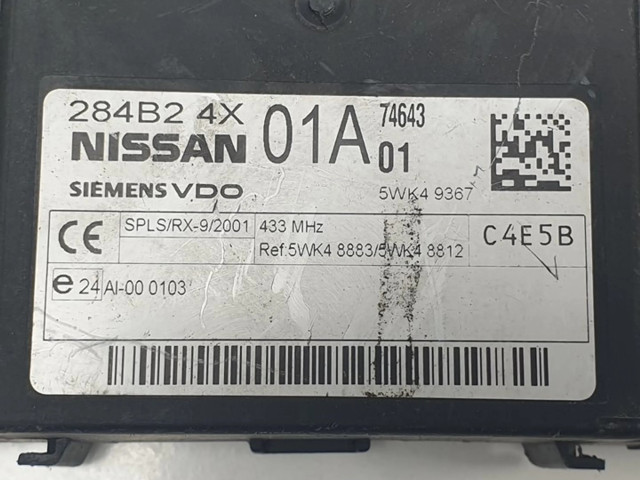 284B2 4X 01A 74643
NISSAN 01
SIEMENS VDO 5WK4 9367
CE SPLS/RX-9/2001 433 MHz C4E5B
Ref:5WK4 8883/5WK4 8812
e 24 AI-00 0103